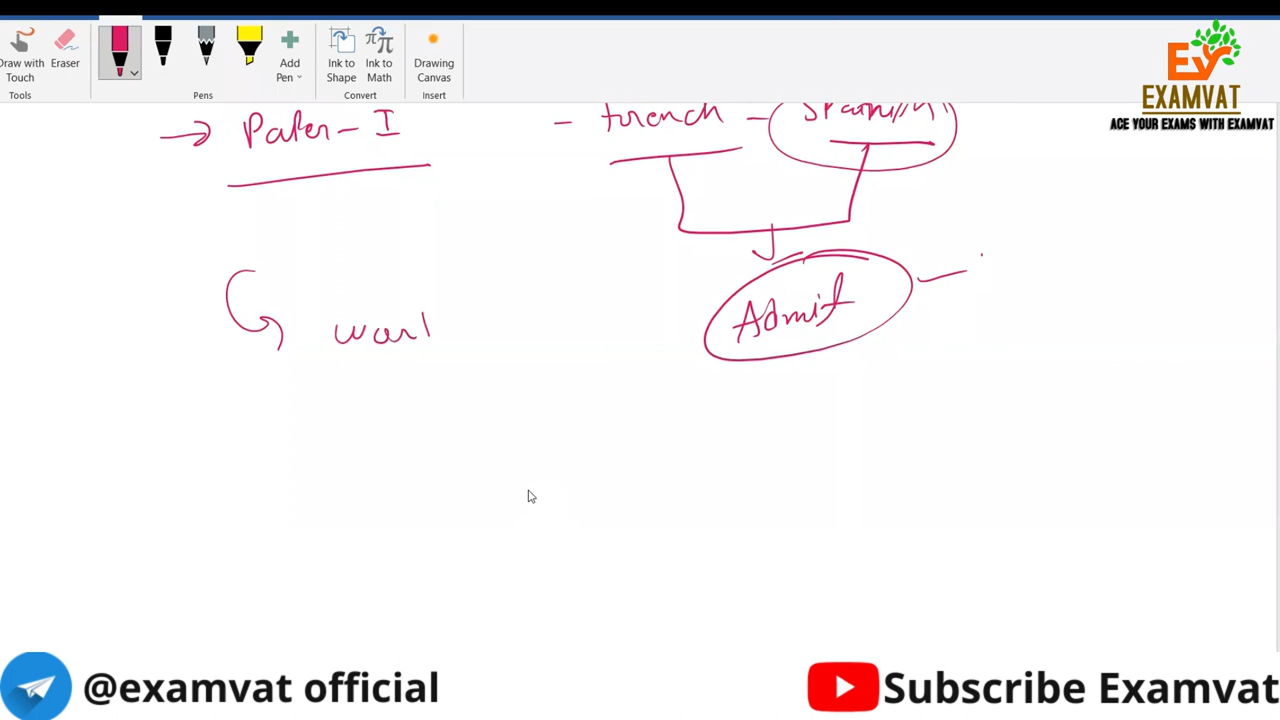 Draw with Touch
Eraser
Add Pen
Ink to Shape
Ink to Math
Drawing Canvas
Tools
Pens
Convert
Insert
EV
EXAMVAT
ACE YOUR EXAMS WITH EXAMVAT
→ Paper - I - french -
Admit
@examvat official
Subscribe Examvat